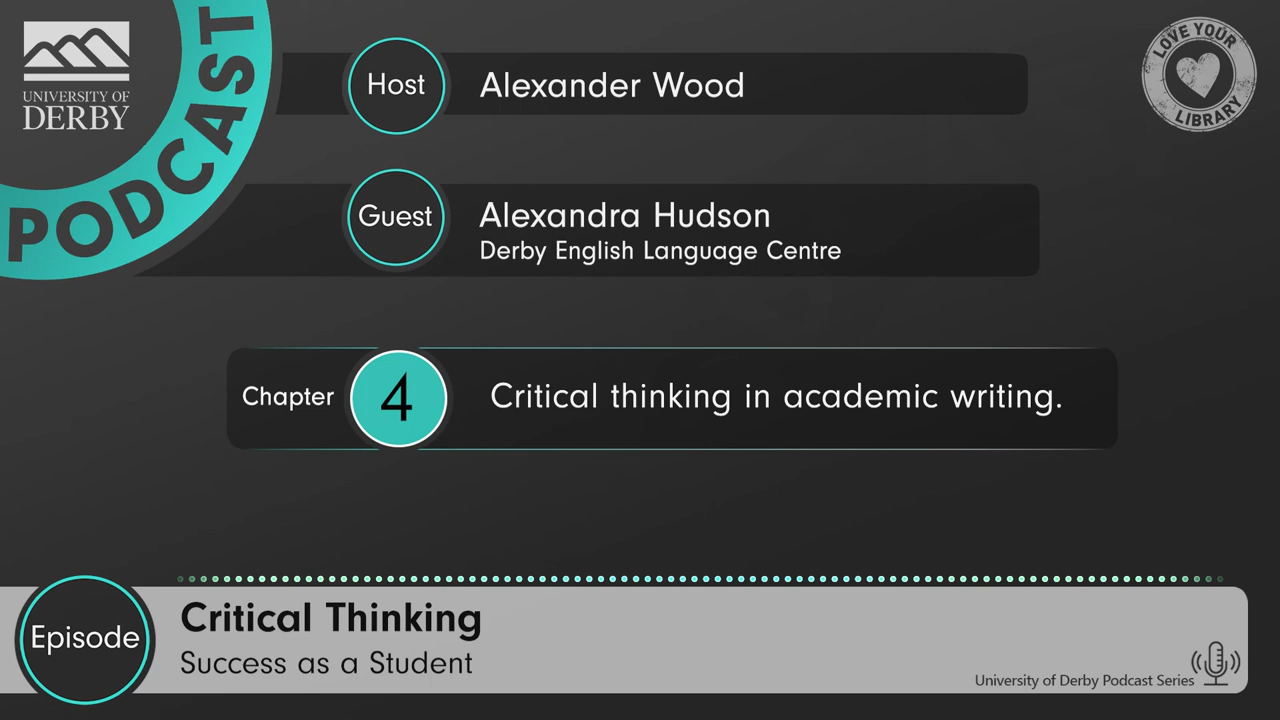 UNIVERSITY OF
DERBY
PODCAST
Host
Alexander Wood
LOVE YOUR
LIBRARY
Guest
Alexandra Hudson
Derby English Language Centre
Chapter
4
Critical thinking in academic writing.
Episode
Critical Thinking
Success as a Student
University of Derby Podcast Series